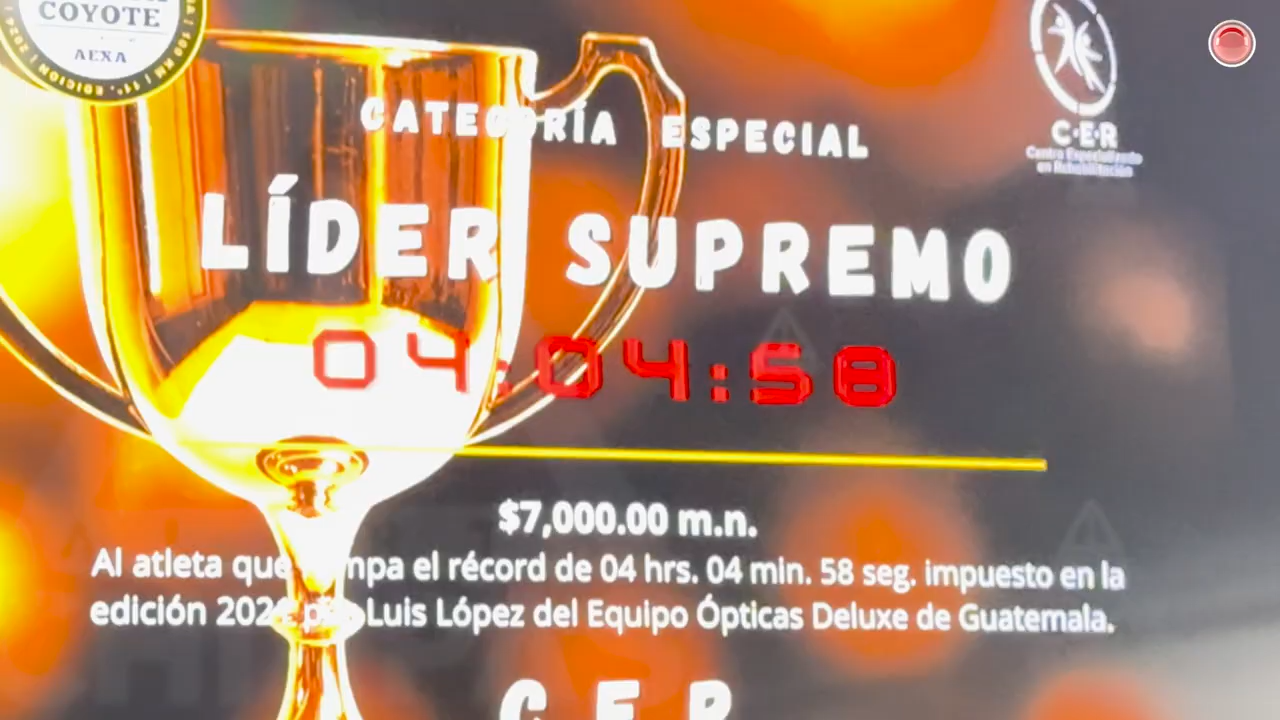 COYOTE
AEXA
CATEGORÍA ESPECIAL
C·E·R
Centro Especializado
en Rehabilitación
LÍDER SUPREMO
04:04:58
$7,000.00 m.n.
Al atleta que rompa el récord de 04 hrs. 04 min. 58 seg. impuesto en la
edición por Luis López del Equipo Ópticas Deluxe de Guatemala.
C E R